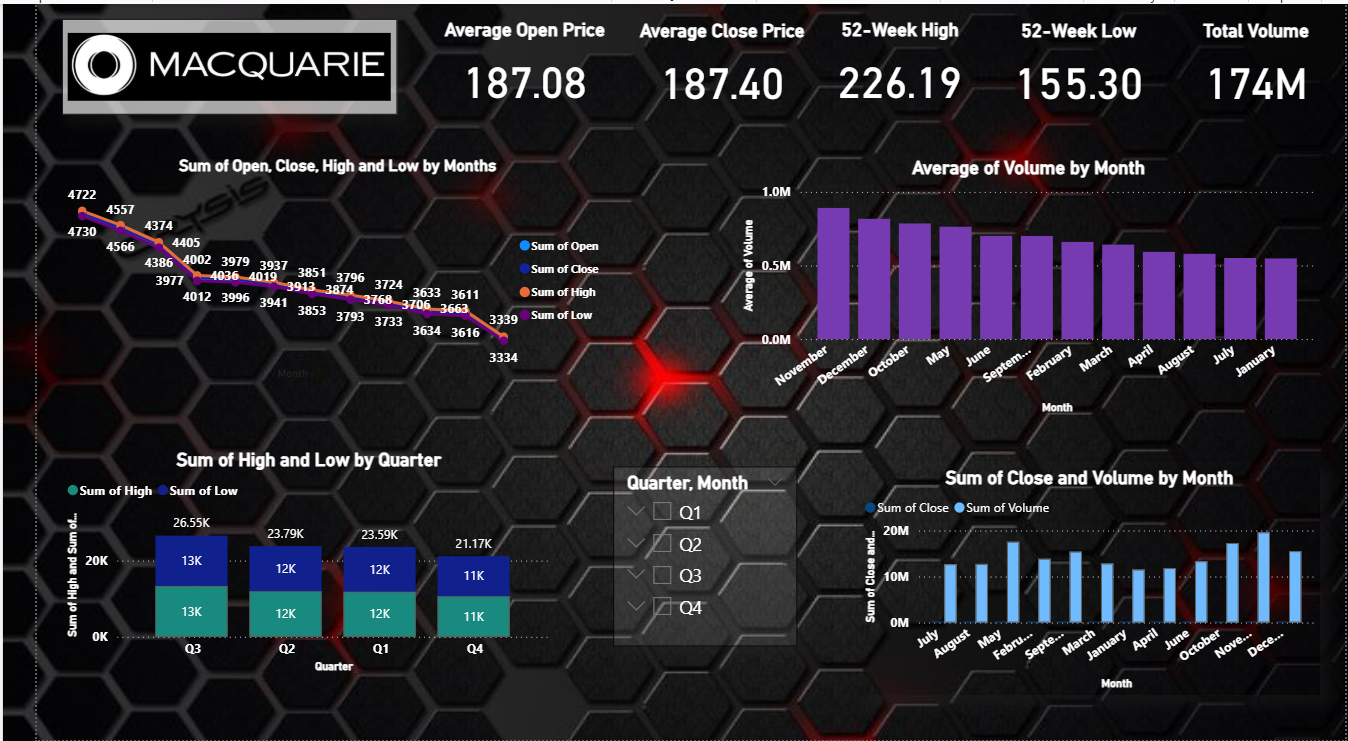 MACQUARIE
Average Open Price
187.08
Average Close Price
187.40
52-Week High
226.19
52-Week Low
155.30
Total Volume
174M
Sum of Open, Close, High and Low by Months
4722
4557
4374
4405
4002
3979
3937
3851
3796
3724
3633
3611
3339
4730
4566
4386
4036
4019
3913
3874
3768
3706
3663
3977
4012
3996
3941
3853
3793
3733
3634
3616
3334
Sum of Open
Sum of Close
Sum of High
Sum of Low
Month
Average of Volume by Month
Average of Volume
1.0M
0.5M
0.0M
November
December
October
May
June
Septem...
February
March
April
August
July
January
Month
Sum of High and Low by Quarter
Sum of High
Sum of Low
Sum of High and Sum of...
20K
0K
26.55K
23.79K
23.59K
21.17K
13K
12K
12K
11K
13K
12K
12K
11K
Q3
Q2
Q1
Q4
Quarter
Quarter, Month
Q1
Q2
Q3
Q4
Sum of Close and Volume by Month
Sum of Close
Sum of Volume
Sum of Close and...
20M
10M
0M
July
August
May
Febru...
Septe...
March
January
April
June
October
Nove...
Dece...
Month